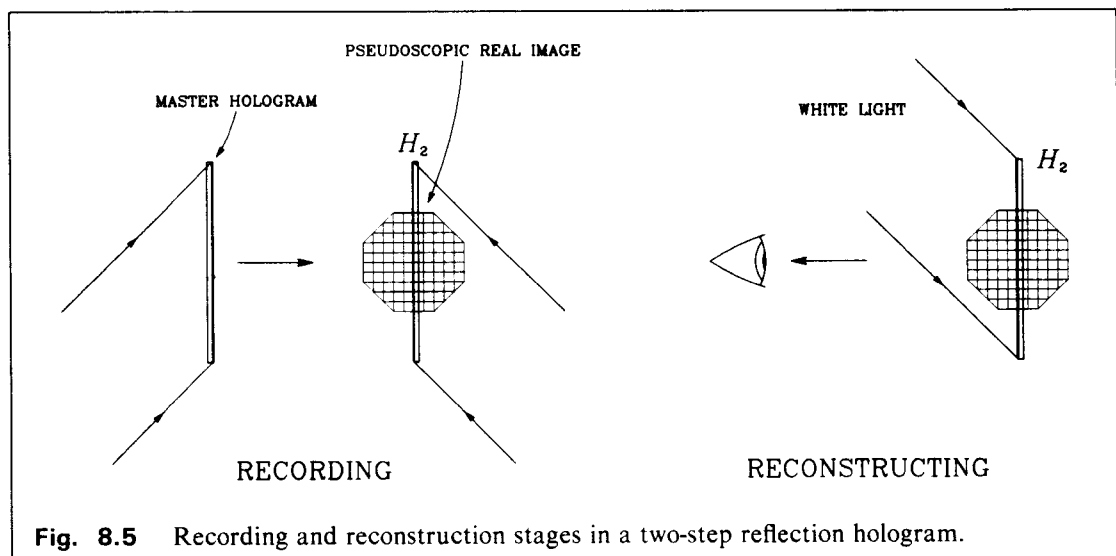 PSEUDOSCOPIC REAL IMAGE
MASTER HOLOGRAM
H₂
WHITE LIGHT
H₂
RECORDING
RECONSTRUCTING
Fig. 8.5 Recording and reconstruction stages in a two-step reflection hologram.